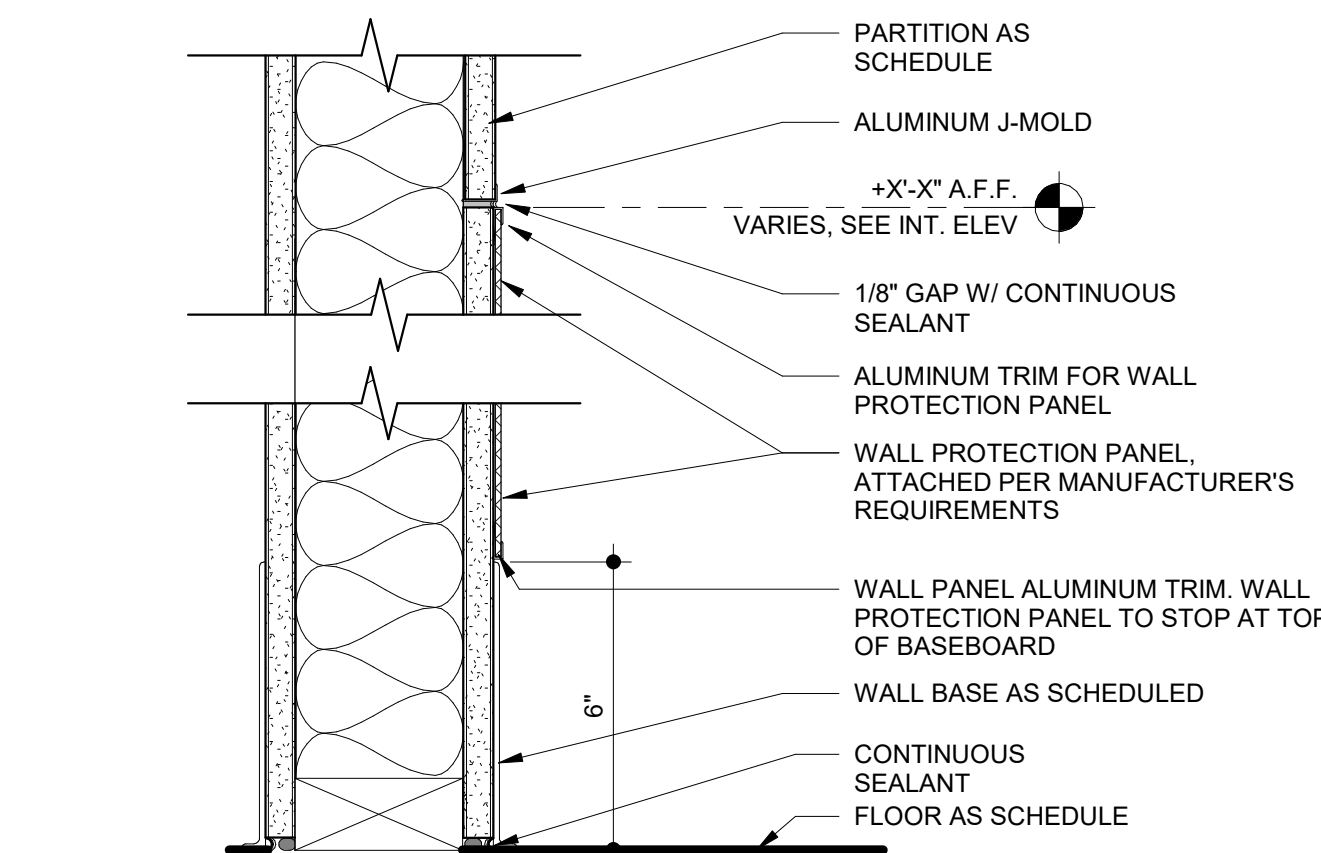 PARTITION AS
SCHEDULE
ALUMINUM J-MOLD
+X'-X" A.F.F.
VARIES, SEE INT. ELEV
1/8" GAP W/ CONTINUOUS
SEALANT
ALUMINUM TRIM FOR WALL
PROTECTION PANEL
WALL PROTECTION PANEL,
ATTACHED PER MANUFACTURER'S
REQUIREMENTS
WALL PANEL ALUMINUM TRIM. WALL
PROTECTION PANEL TO STOP AT TOP
OF BASEBOARD
6"
WALL BASE AS SCHEDULED
CONTINUOUS
SEALANT
FLOOR AS SCHEDULE